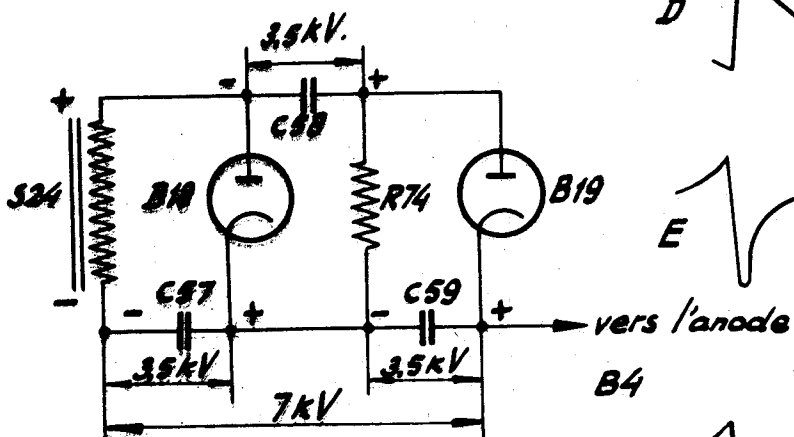 D
3,5kV.
- +
+
C58
S24
B18
R74
B19
E
C57
C59
- - + - +
vers l'anode
3,5kV
3,5kV
B4
7kV